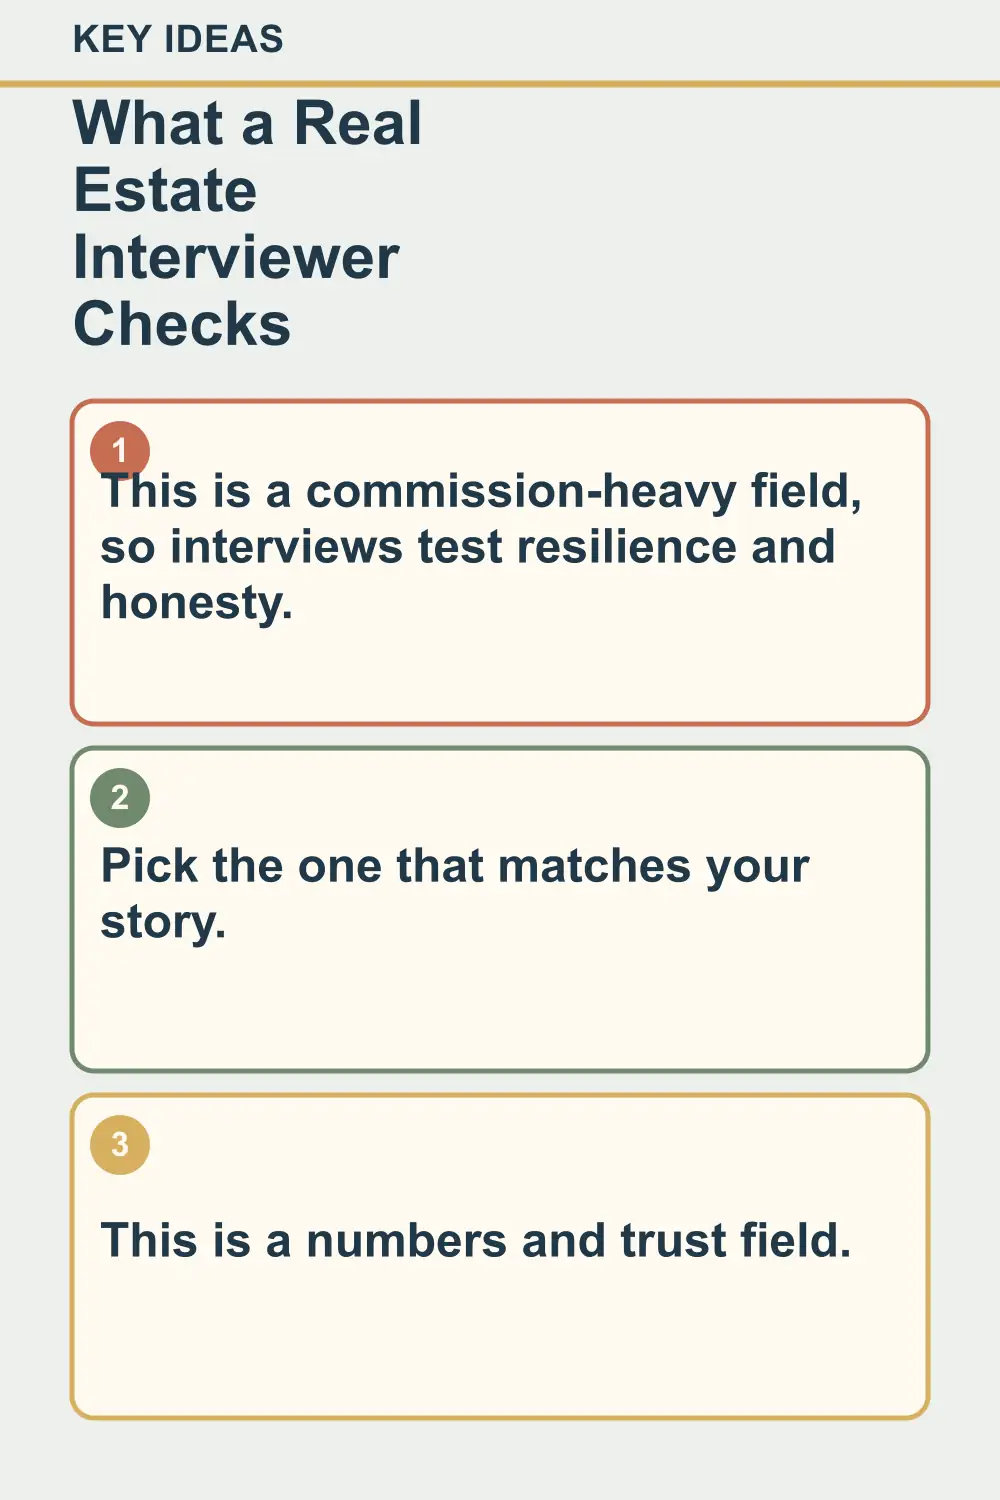 KEY IDEAS
What a Real
Estate
Interviewer
Checks
1
This is a commission-heavy field,
so interviews test resilience and
honesty.
2
Pick the one that matches your
story.
3
This is a numbers and trust field.